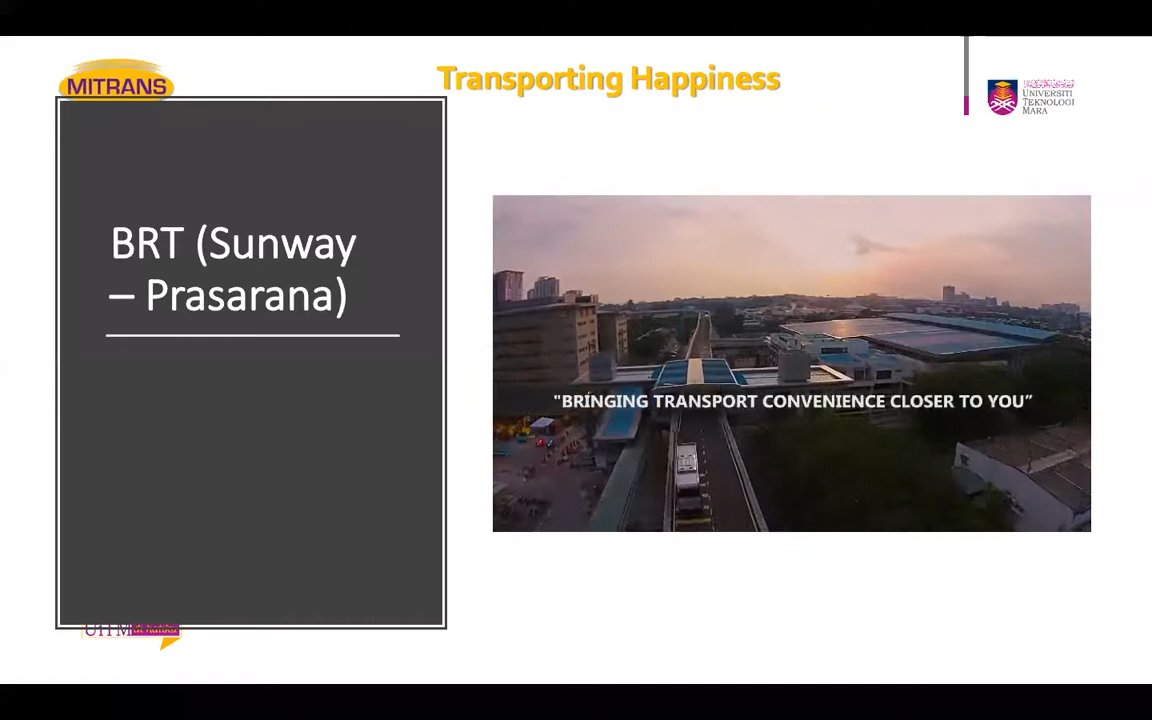 MITRANS
Transporting Happiness
UNIVERSITI
TEKNOLOGI
MARA
BRT (Sunway
– Prasarana)
"BRINGING TRANSPORT CONVENIENCE CLOSER TO YOU”